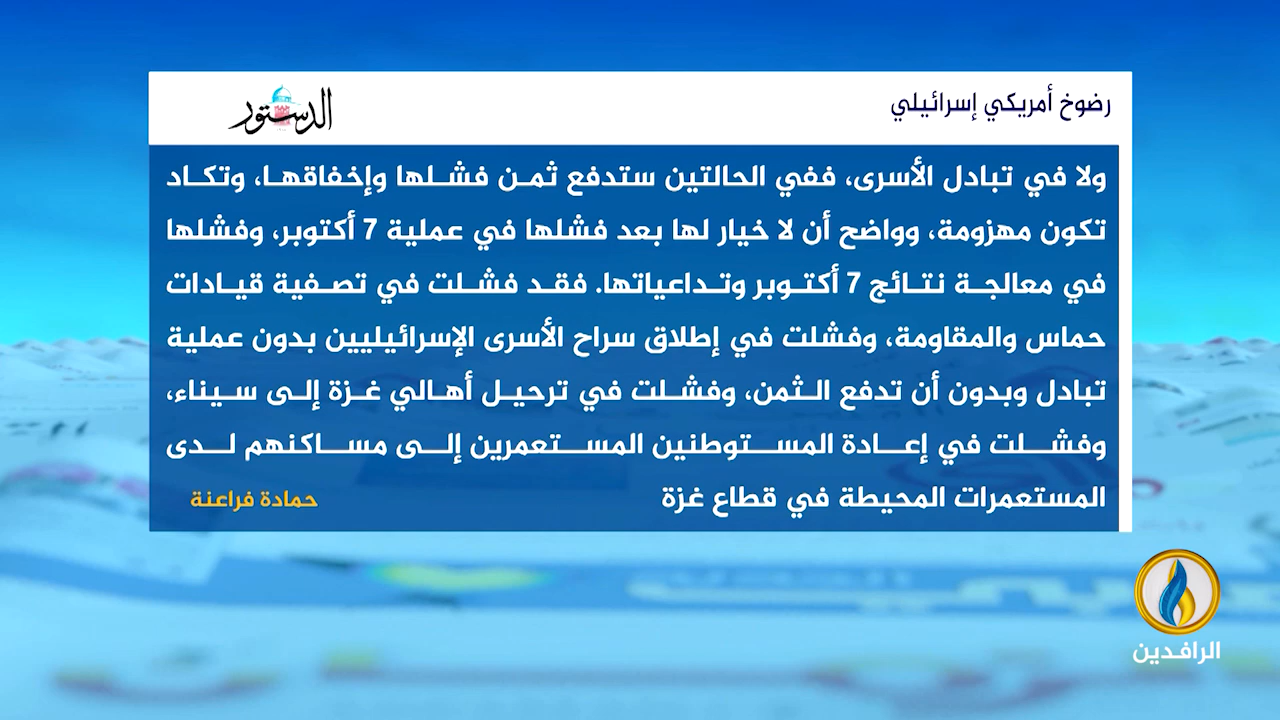 رضوخ أمريكي إسرائيلي
الدستور
ولا في تبادل الأسرى، ففي الحالتين ستدفع ثمن فشلها وإخفاقها، وتكاد
تكون مهزومة، وواضح أن لا خيار لها بعد فشلها في عملية 7 أكتوبر، وفشلها
في معالجة نتائج 7 أكتوبر وتداعياتها. فقد فشلت في تصفية قيادات
حماس والمقاومة، وفشلت في إطلاق سراح الأسرى الإسرائيليين بدون عملية
تبادل وبدون أن تدفع الثمن، وفشلت في ترحيل أهالي غزة إلى سيناء،
وفشلت في إعادة المستوطنين المستعمرين إلى مساكنهم لدى
المستعمرات المحيطة في قطاع غزة
حمادة فراعنة
الرافدين